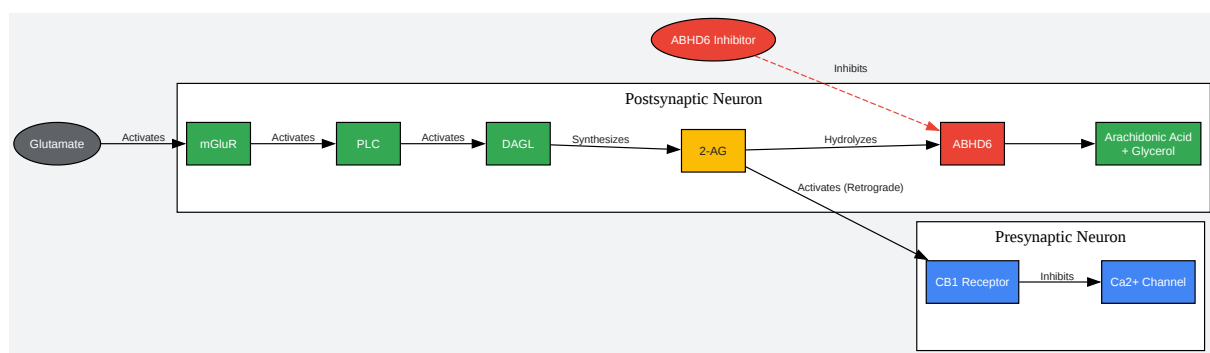 ABHD6 Inhibitor
Inhibits
Postsynaptic Neuron
Glutamate
Activates
mGluR
Activates
PLC
Activates
DAGL
Synthesizes
2-AG
Hydrolyzes
ABHD6
Arachidonic Acid
+ Glycerol
Activates (Retrograde)
Presynaptic Neuron
CB1 Receptor
Inhibits
Ca2+ Channel